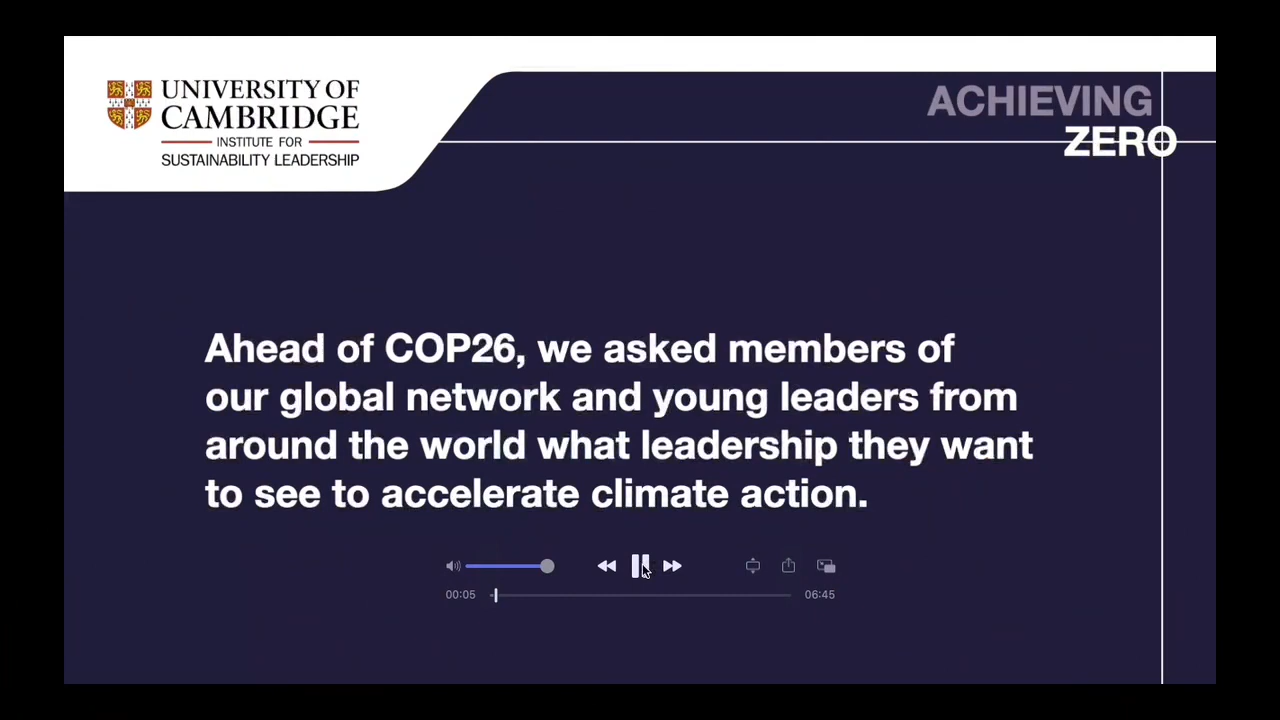 UNIVERSITY OF
CAMBRIDGE
INSTITUTE FOR
SUSTAINABILITY LEADERSHIP
ACHIEVING
ZERO
Ahead of COP26, we asked members of
our global network and young leaders from
around the world what leadership they want
to see to accelerate climate action.
00:05
06:45